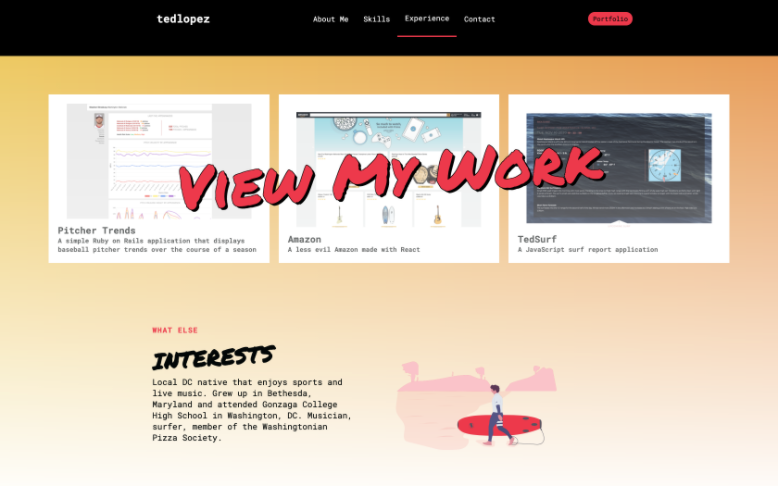 tedlopez
About Me Skills Experience Contact
Portfolio
View My Work
Pitcher Trends
A simple Ruby on Rails application that displays
baseball pitcher trends over the course of a season
Amazon
A less evil Amazon made with React
TedSurf
A JavaScript surf report application
WHAT ELSE
INTERESTS
Local DC native that enjoys sports and
live music. Grew up in Bethesda,
Maryland and attended Gonzaga College
High School in Washington, DC. Musician,
surfer, member of the Washingtonian
Pizza Society.